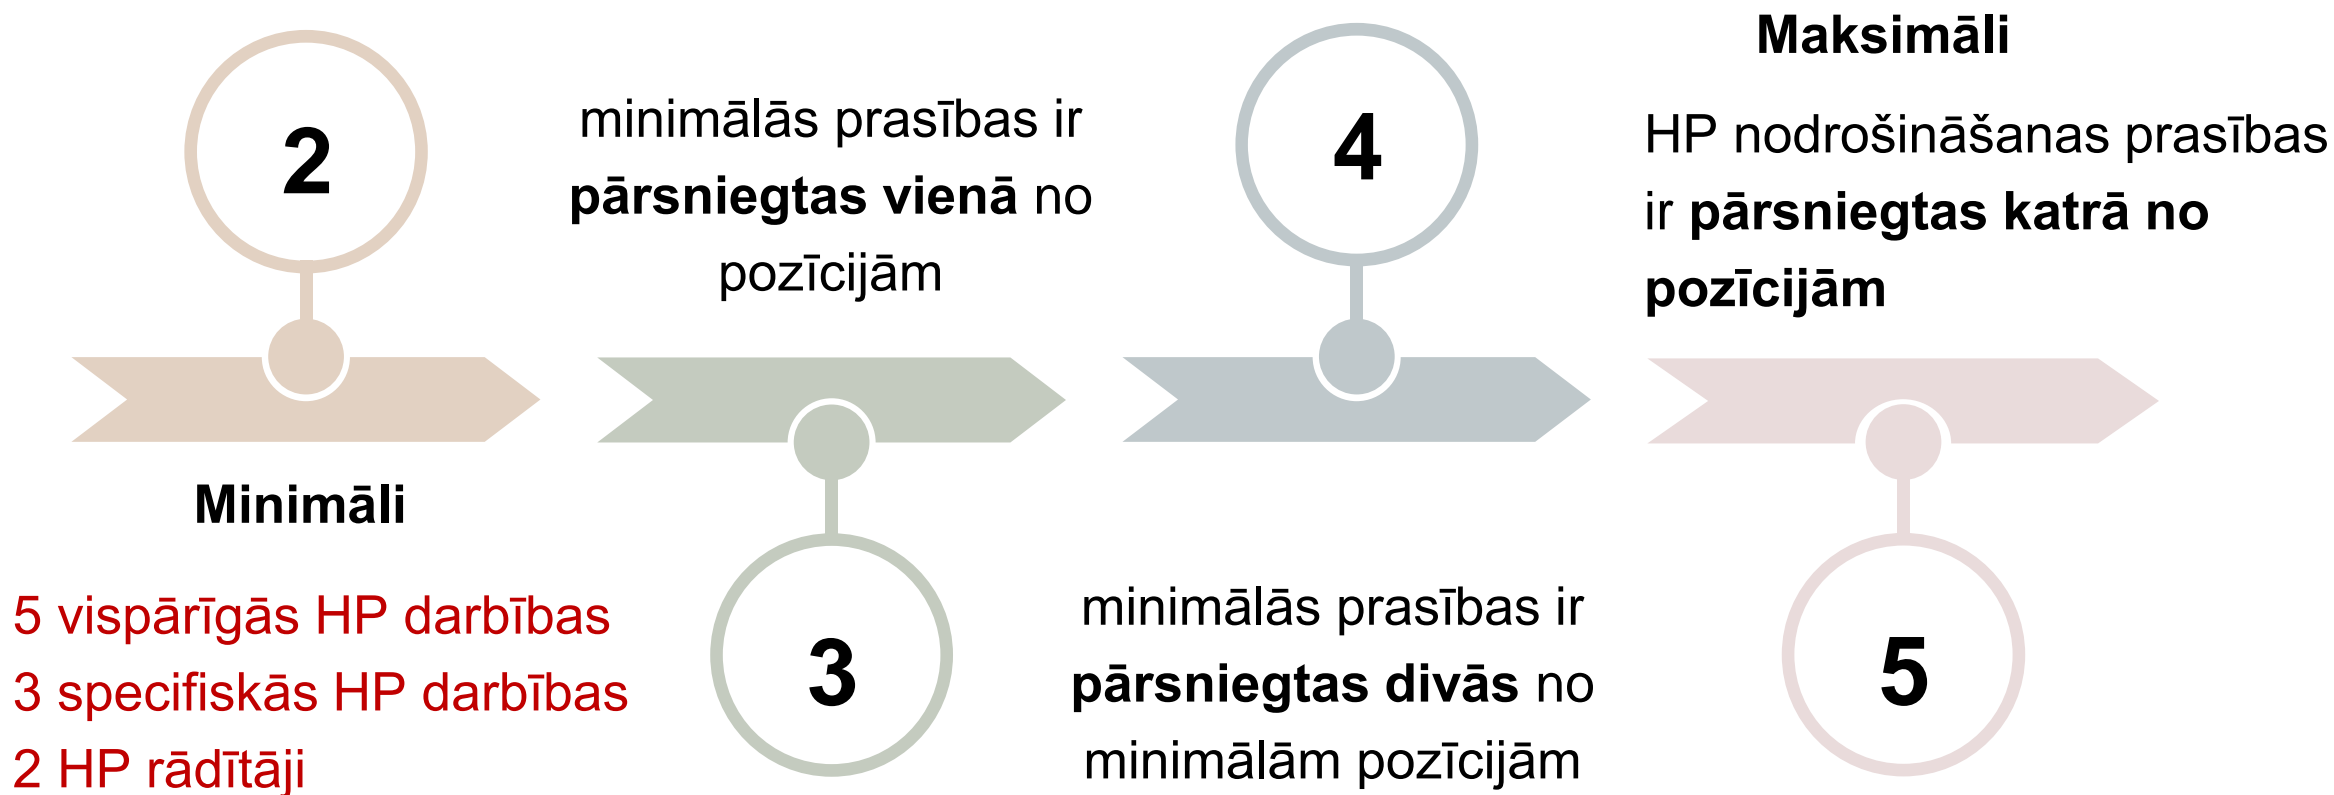 2
Minimāli
5 vispārīgās HP darbības
3 specifiskās HP darbības
2 HP rādītāji
minimālās prasības ir
pārsniegtas vienā no
pozīcijām
3
4
minimālās prasības ir
pārsniegtas divās no
minimālām pozīcijām
Maksimāli
HP nodrošināšanas prasības
ir pārsniegtas katrā no
pozīcijām
5